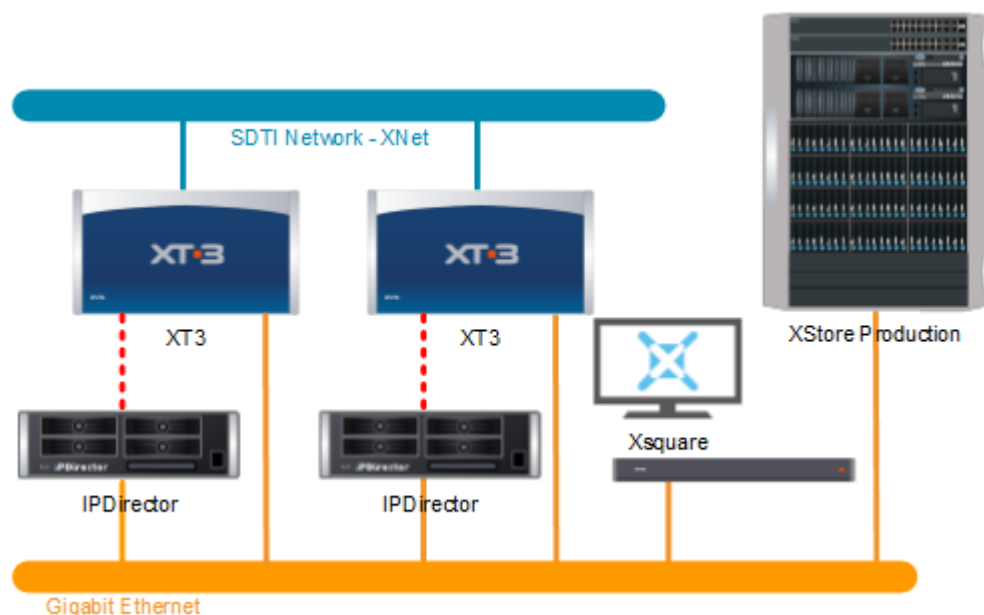 SDTI Network - XNet
XT3
XT3
XT3
XT3
XStore Production
Xsquare
IPDirector
IPDirector
IPDirector
IPDirector
Gigabit Ethernet